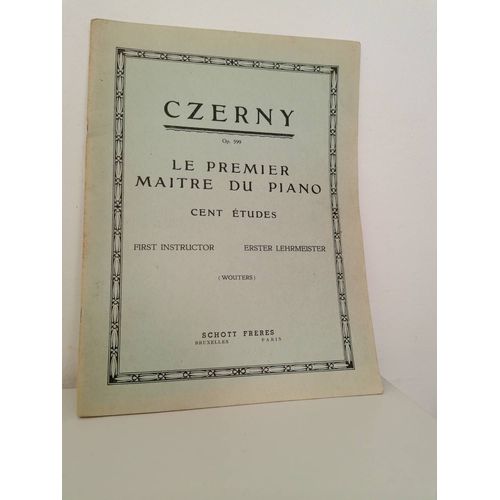 CZERNY
Op. 599
LE PREMIER
MAITRE DU PIANO
CENT ÉTUDES
FIRST INSTRUCTOR ERSTER LEHRMEISTER
(WOUTERS)
SCHOTT FRERES
BRUXELLES PARIS